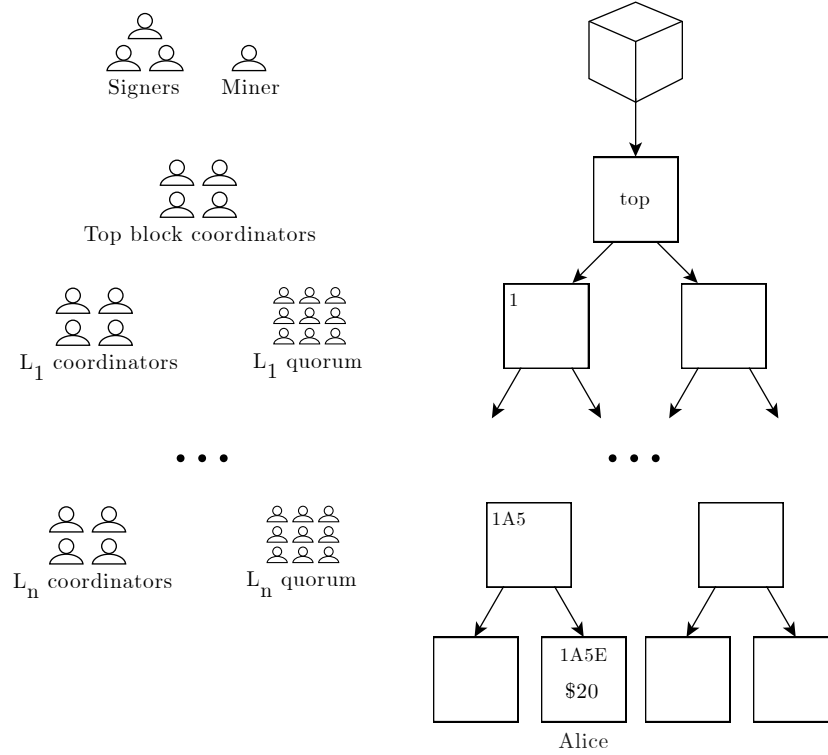 Signers
Miner
top
Top block coordinators
1
L1 coordinators
L1 quorum
1A5
Ln coordinators
Ln quorum
1A5E
$20
Alice